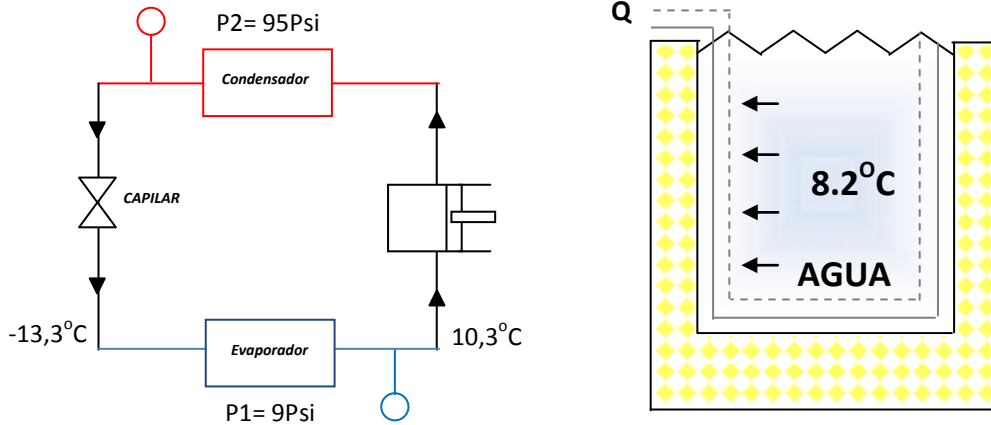 P2= 95Psi
Condensador
CAPILAR
-13,3°C
Evaporador
10,3°C
P1= 9Psi
Q
8.2°C
AGUA